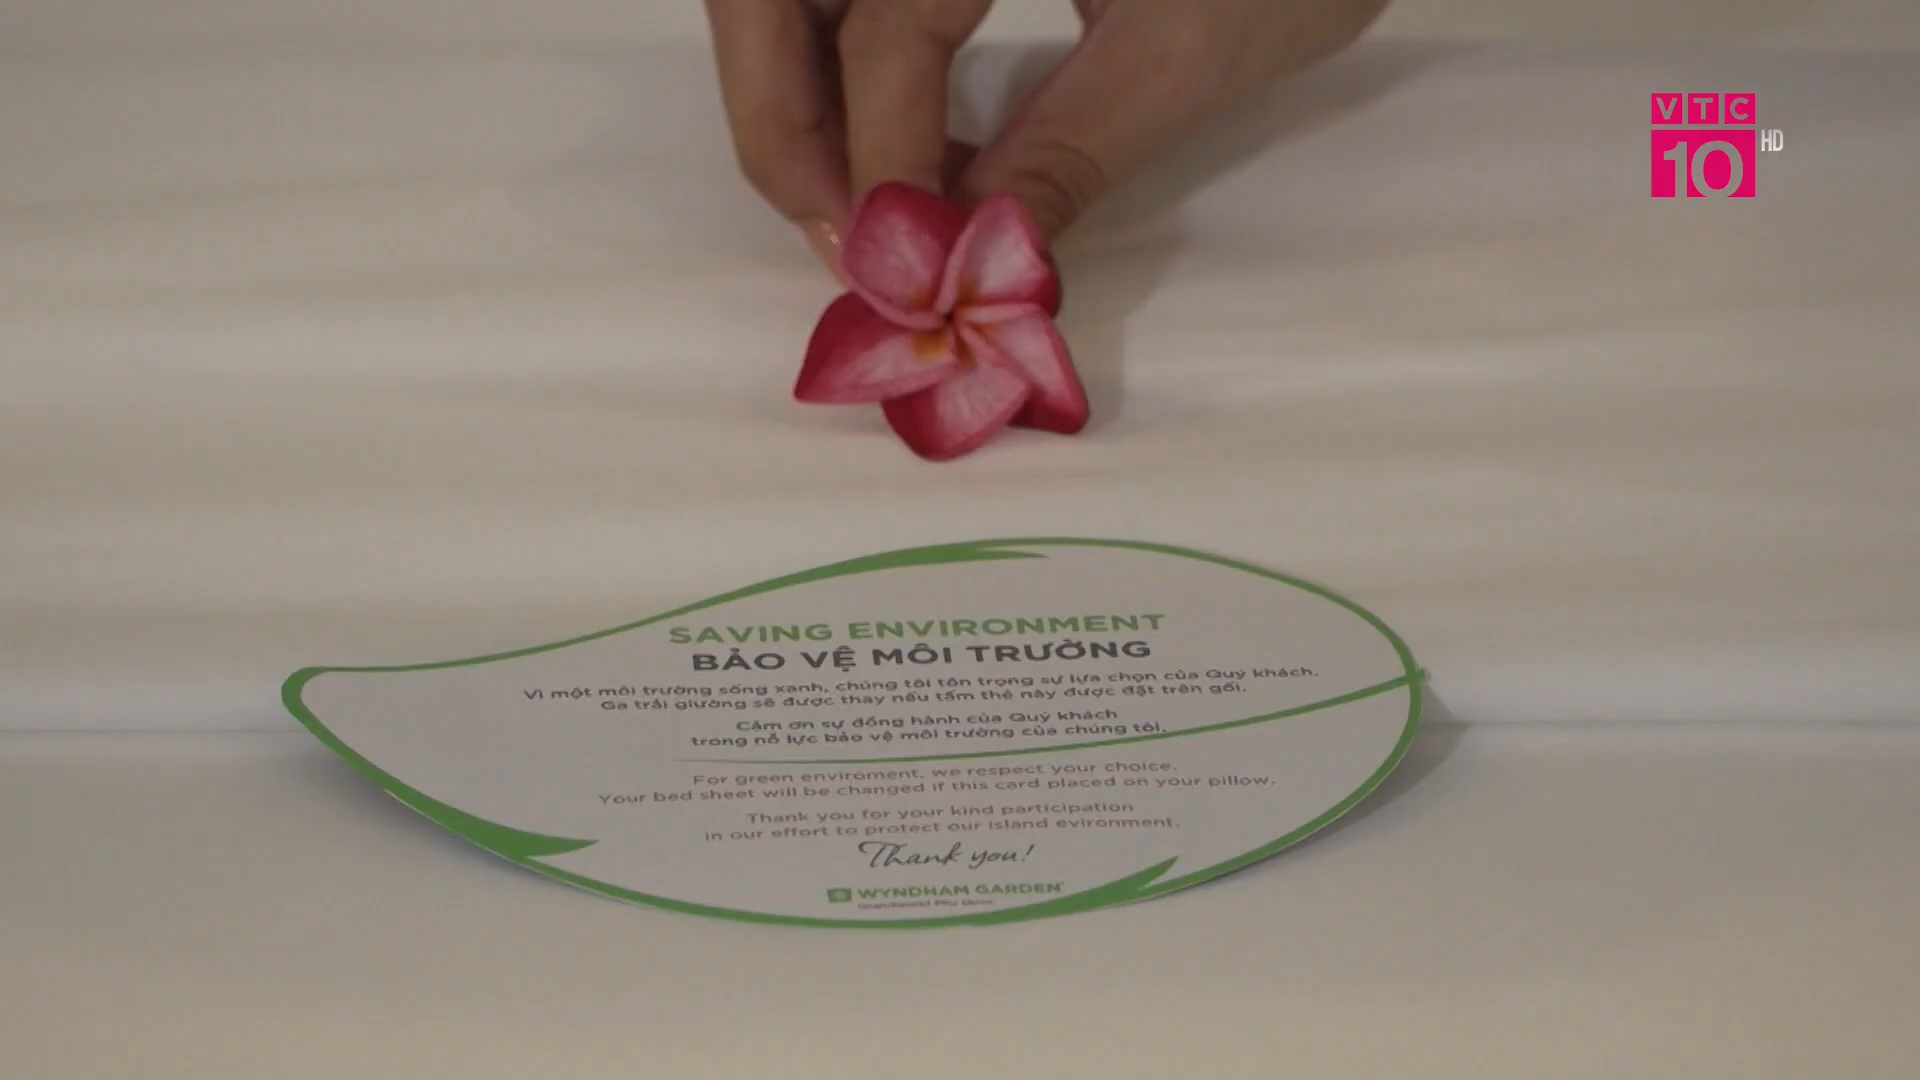 VTC
10 HD
SAVING ENVIRONMENT
BẢO VỆ MÔI TRƯỜNG
Vì một môi trường sống xanh, chúng tôi tôn trọng sự lựa chọn của Quý khách.
Ga trải giường sẽ được thay nếu tấm thẻ này được đặt trên gối.
Cảm ơn sự đồng hành của Quý khách
trong nỗ lực bảo vệ môi trường của chúng tôi.
For green enviroment, we respect your choice.
Your bed sheet will be changed if this card placed on your pillow.
Thank you for your kind participation
in our effort to protect our island evironment.
Thank you!
WYNDHAM GARDEN
Grandworld Phu Quoc